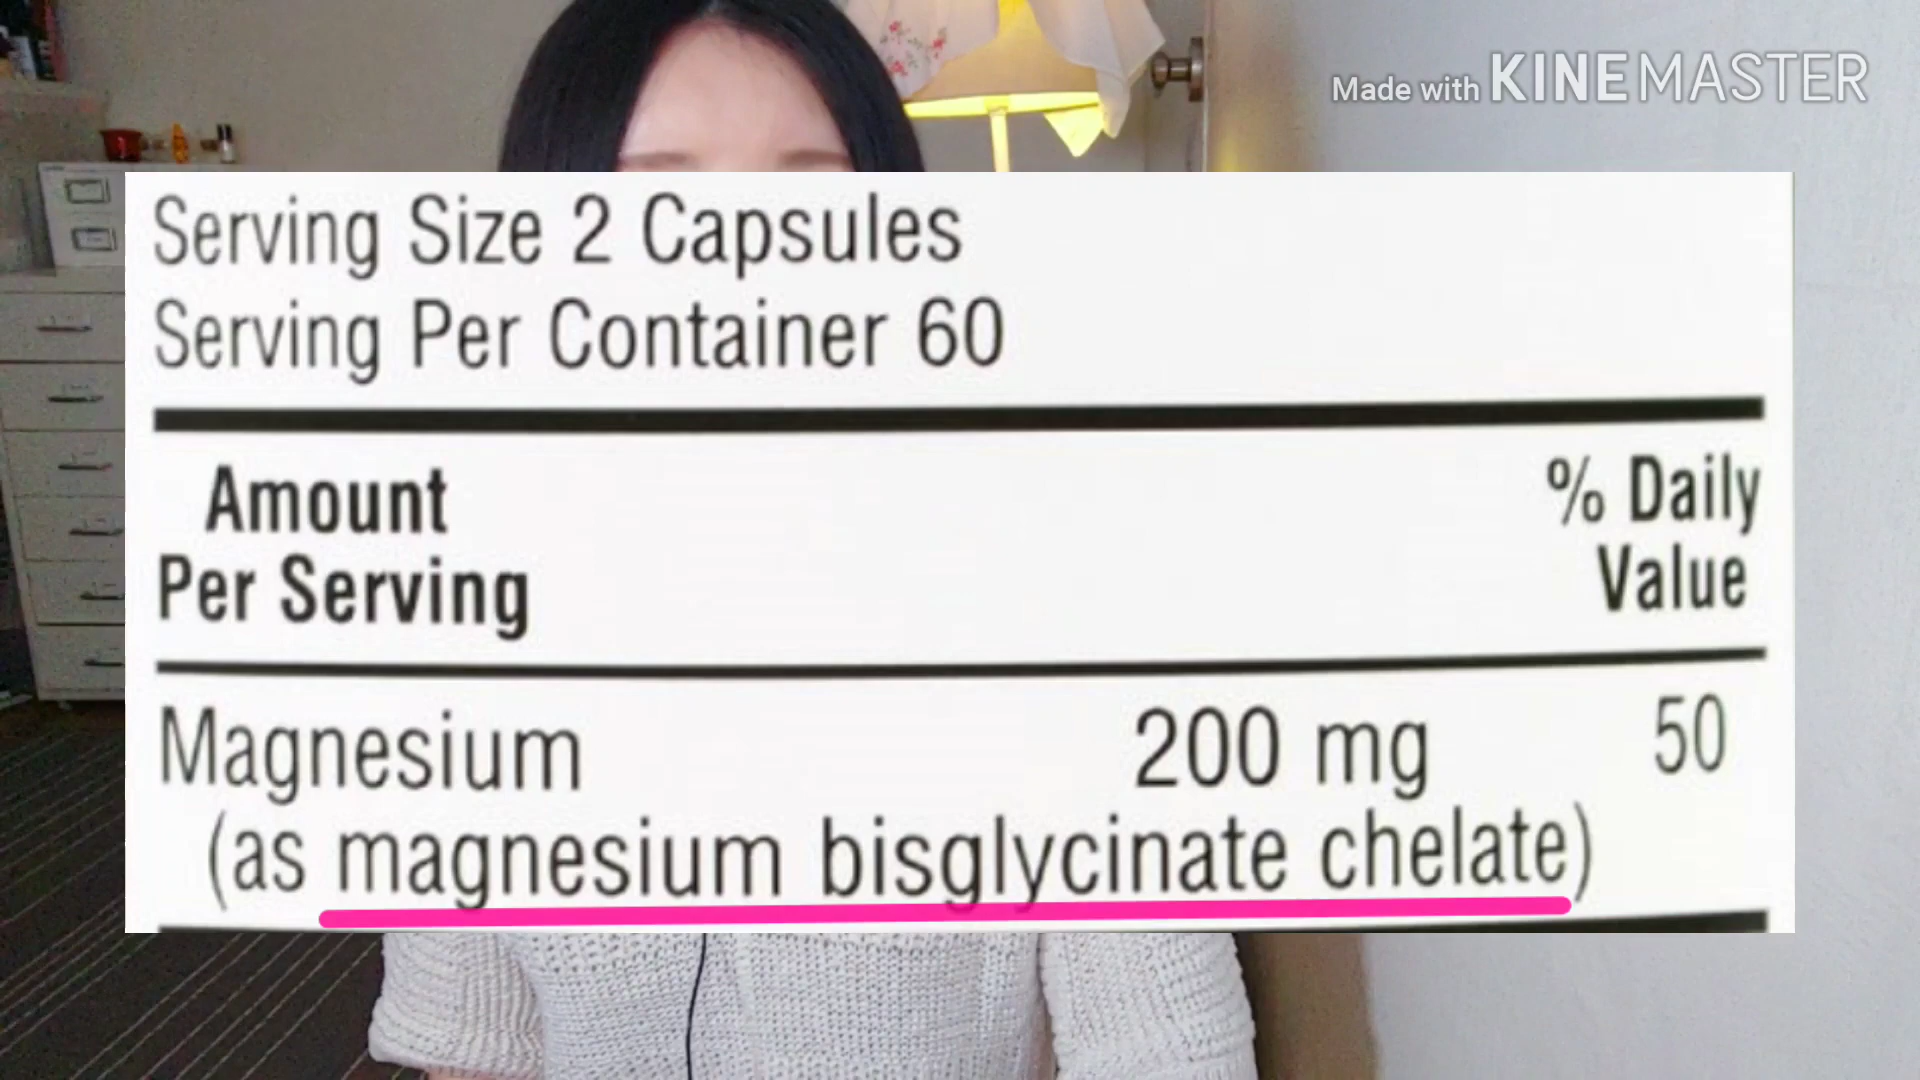 Made with KINEMASTER
Serving Size 2 Capsules
Serving Per Container 60
Amount
Per Serving
% Daily
Value
Magnesium 200 mg 50
(as magnesium bisglycinate chelate)